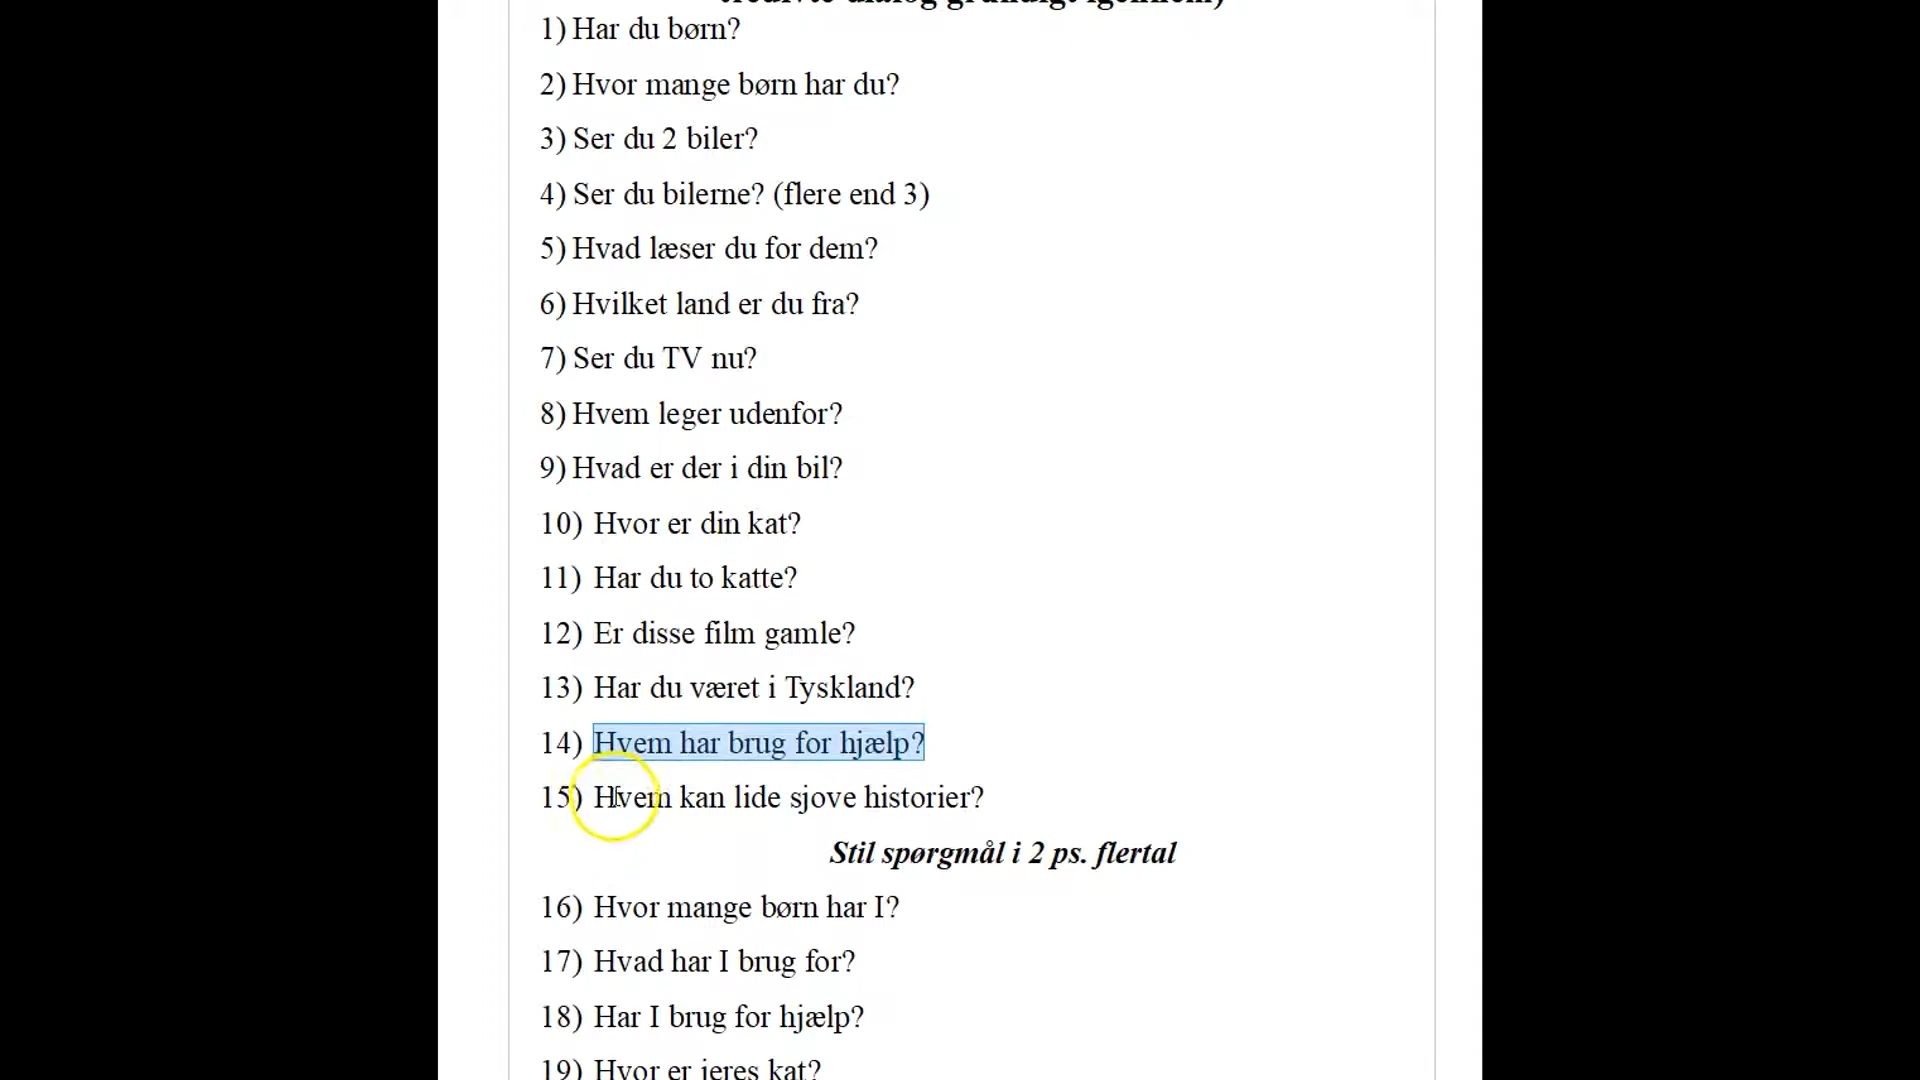 tredivte dialog grundigt igennem)
1) Har du børn?
2) Hvor mange børn har du?
3) Ser du 2 biler?
4) Ser du bilerne? (flere end 3)
5) Hvad læser du for dem?
6) Hvilket land er du fra?
7) Ser du TV nu?
8) Hvem leger udenfor?
9) Hvad er der i din bil?
10) Hvor er din kat?
11) Har du to katte?
12) Er disse film gamle?
13) Har du været i Tyskland?
14) Hvem har brug for hjælp?
15) Hvem kan lide sjove historier?
Stil spørgmål i 2 ps. flertal
16) Hvor mange børn har I?
17) Hvad har I brug for?
18) Har I brug for hjælp?
19) Hvor er jeres kat?